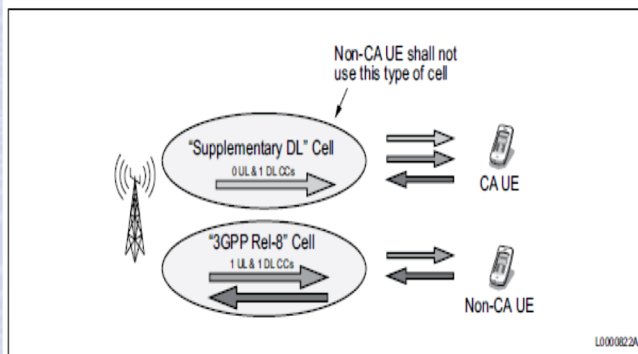 Non-CA UE shall not
use this type of cell
“Supplementary DL” Cell
0 UL & 1 DL CCs
CA UE
“3GPP Rel-8” Cell
1 UL & 1 DL CCs
Non-CA UE
L0000822A